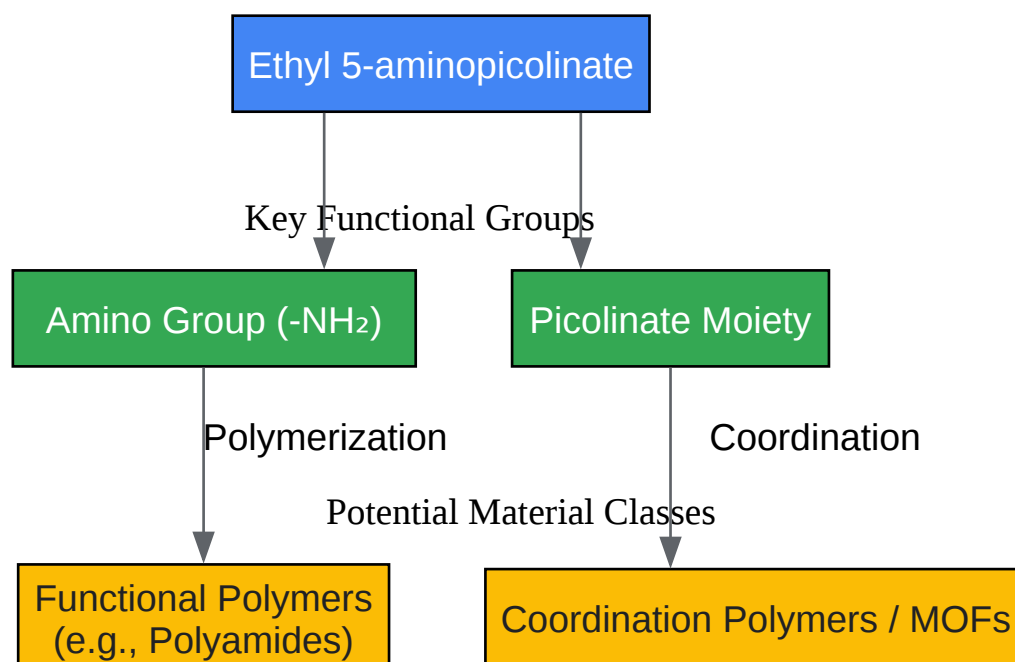 Ethyl 5-aminopicolinate
Key Functional Groups
Amino Group (-NH₂)
Picolinate Moiety
Polymerization
Coordination
Potential Material Classes
Functional Polymers
(e.g., Polyamides)
Coordination Polymers / MOFs